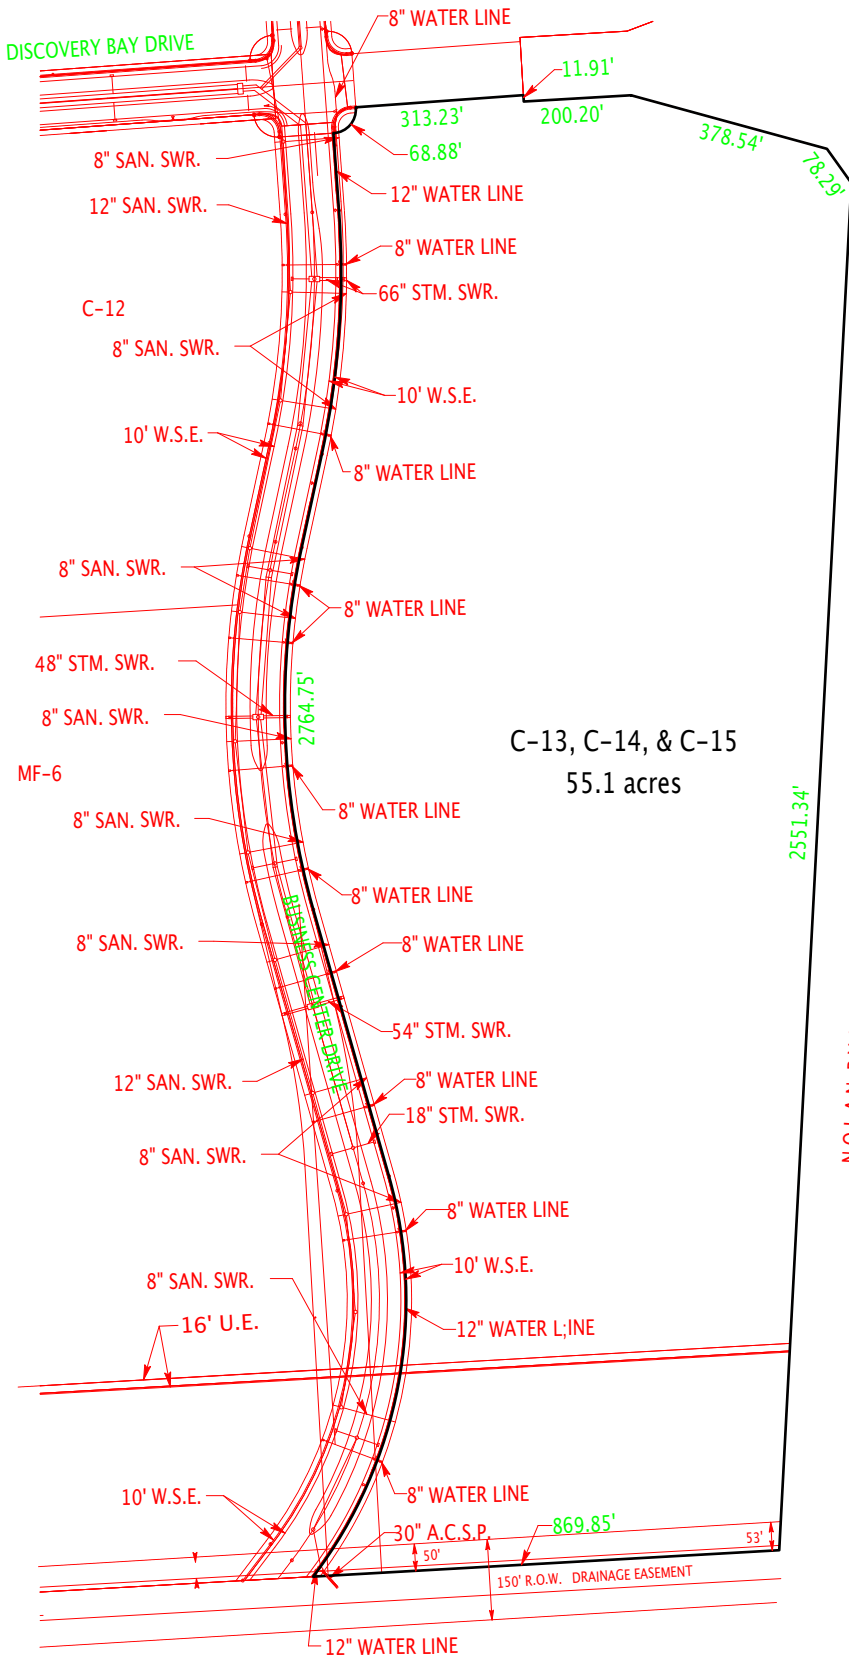 8" WATER LINE
DISCOVERY BAY DRIVE
11.91'
313.23'
200.20'
378.54'
78.29'
68.88'
8" SAN. SWR.
12" WATER LINE
12" SAN. SWR.
8" WATER LINE
66" STM. SWR.
C-12
8" SAN. SWR.
10' W.S.E.
10' W.S.E.
8" WATER LINE
8" SAN. SWR.
8" WATER LINE
48" STM. SWR.
8" SAN. SWR.
2764.75'
C-13, C-14, & C-15
55.1 acres
MF-6
8" WATER LINE
8" SAN. SWR.
2551.34'
8" WATER LINE
BUSINESS CENTER DRIVE
8" SAN. SWR.
8" WATER LINE
54" STM. SWR.
12" SAN. SWR.
8" WATER LINE
18" STM. SWR.
8" SAN. SWR.
8" WATER LINE
10' W.S.E.
8" SAN. SWR.
16' U.E.
12" WATER L;INE
10' W.S.E.
8" WATER LINE
30" A.C.S.P.
869.85'
50'
53'
150' R.O.W. DRAINAGE EASEMENT
12" WATER LINE